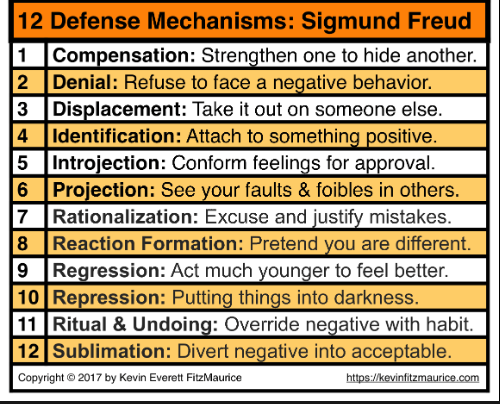 12 Defense Mechanisms: Sigmund Freud
1 Compensation: Strengthen one to hide another.
2 Denial: Refuse to face a negative behavior.
3 Displacement: Take it out on someone else.
4 Identification: Attach to something positive.
5 Introjection: Conform feelings for approval.
6 Projection: See your faults & foibles in others.
7 Rationalization: Excuse and justify mistakes.
8 Reaction Formation: Pretend you are different.
9 Regression: Act much younger to feel better.
10 Repression: Putting things into darkness.
11 Ritual & Undoing: Override negative with habit.
12 Sublimation: Divert negative into acceptable.
Copyright © 2017 by Kevin Everett FitzMaurice https://kevinfitzmaurice.com